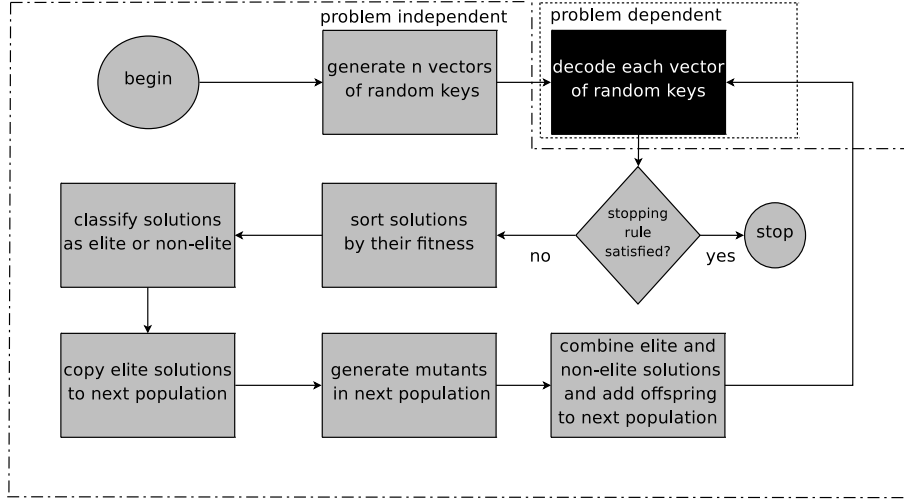 problem independent
problem dependent
begin
generate n vectors
of random keys
decode each vector
of random keys
classify solutions
as elite or non-elite
sort solutions
by their fitness
stopping
rule
satisfied?
stop
no
yes
copy elite solutions
to next population
generate mutants
in next population
combine elite and
non-elite solutions
and add offspring
to next population